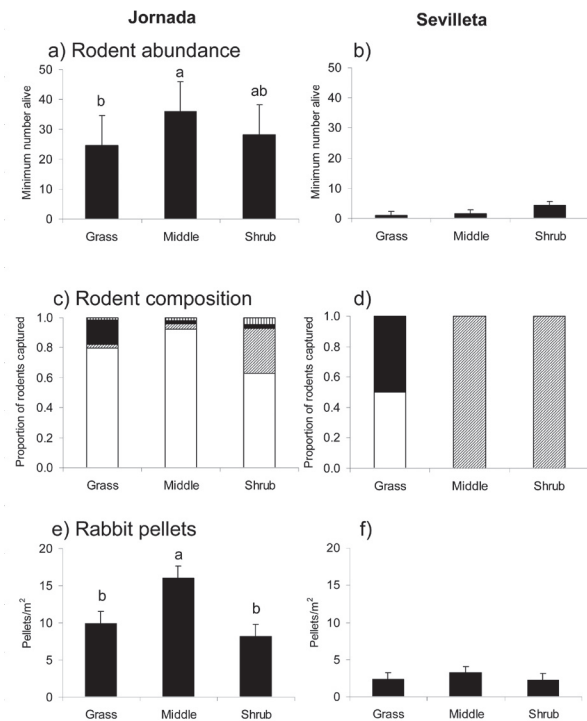 Jornada
Sevilleta
a) Rodent abundance
b)
Minimum number alive
50
40
30
20
10
0
b
a
ab
Grass Middle Shrub
Minimum number alive
50
40
30
20
10
0
Grass Middle Shrub
c) Rodent composition
d)
Proportion of rodents captured
1.0
0.8
0.6
0.4
0.2
0.0
Grass Middle Shrub
Proportion of rodents captured
1.0
0.8
0.6
0.4
0.2
0.0
Grass Middle Shrub
e) Rabbit pellets
f)
Pellets/m²
20
15
10
5
0
b
a
b
Grass Middle Shrub
Pellets/m²
20
15
10
5
0
Grass Middle Shrub